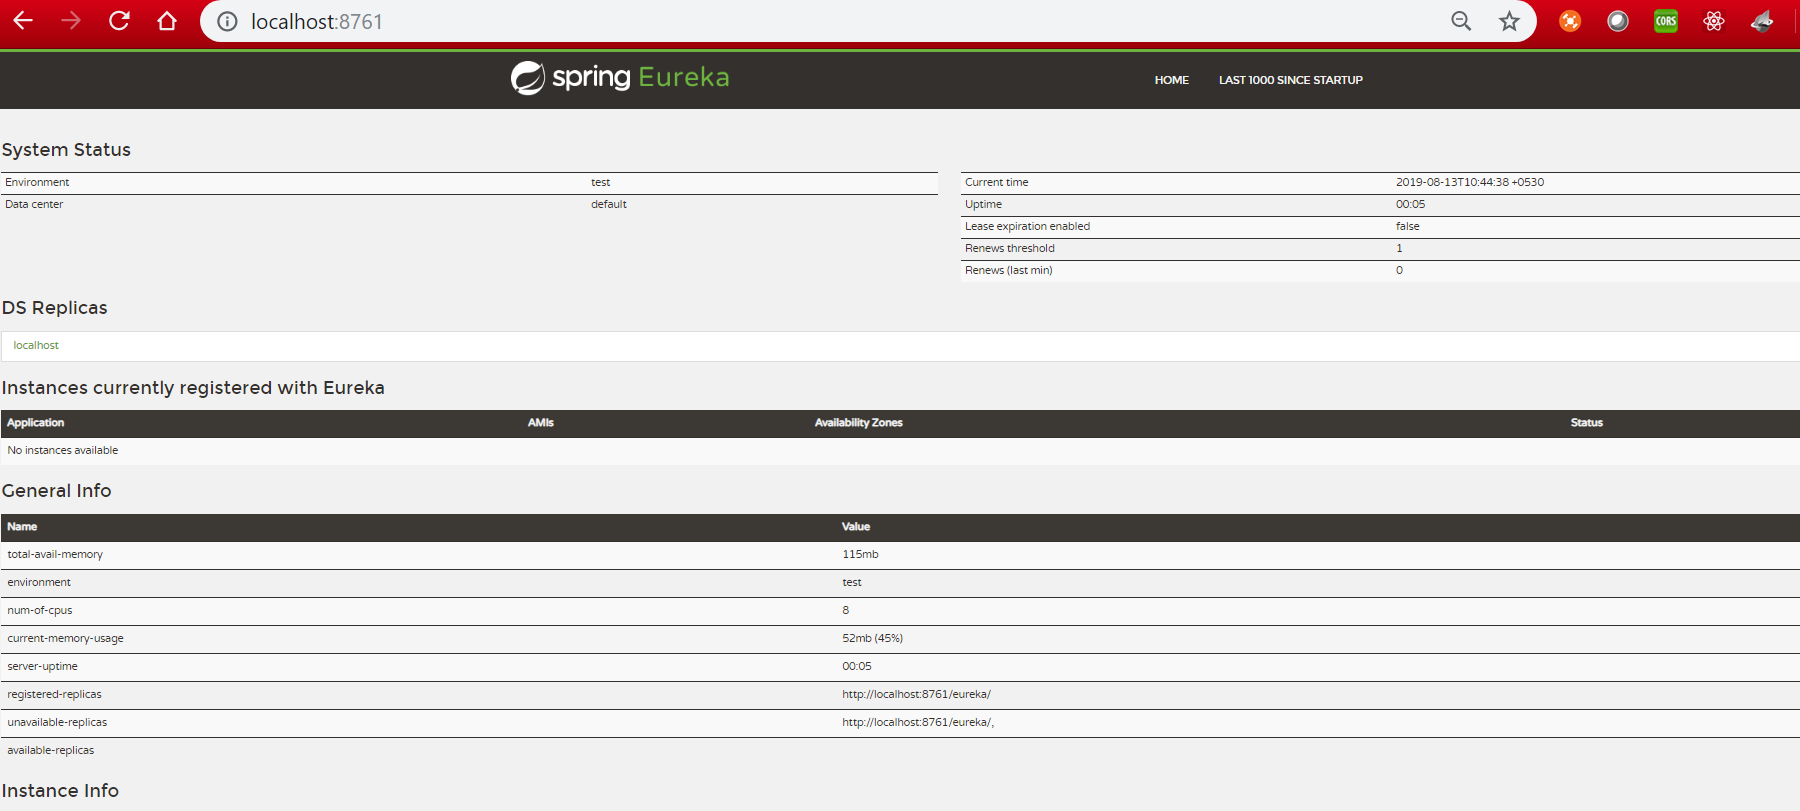 localhost:8761
CORS
spring Eureka
HOME LAST 1000 SINCE STARTUP
System Status
Environment test
Data center default
Current time 2019-08-13T10:44:38 +0530
Uptime 00:05
Lease expiration enabled false
Renews threshold 1
Renews (last min) 0
DS Replicas
localhost
Instances currently registered with Eureka
Application AMIs Availability Zones Status
No instances available
General Info
Name Value
total-avail-memory 115mb
environment test
num-of-cpus 8
current-memory-usage 52mb (45%)
server-uptime 00:05
registered-replicas http://localhost:8761/eureka/
unavailable-replicas http://localhost:8761/eureka/,
available-replicas
Instance Info